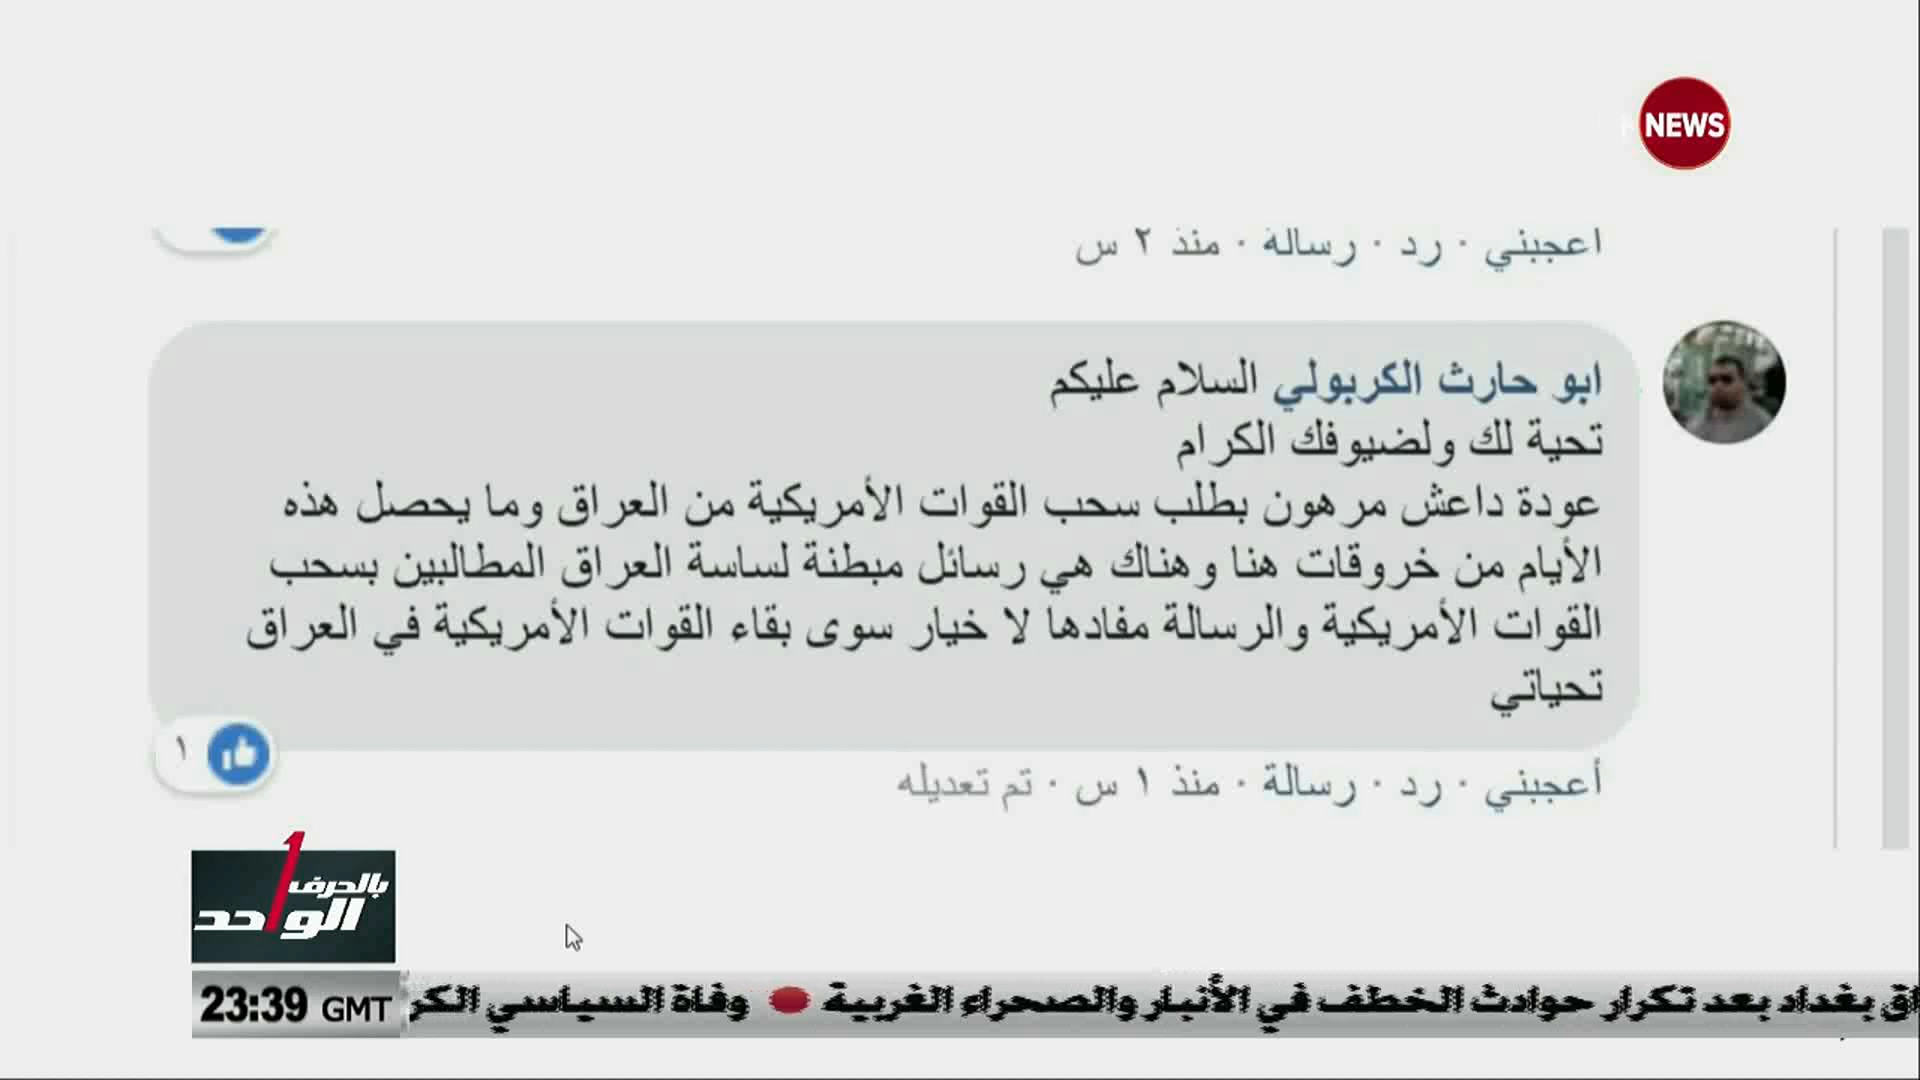 NEWS
اعجبني · رد · رسالة · منذ ٢ س
ابو حارث الكربولي السلام عليكم
تحية لك ولضيوفك الكرام
عودة داعش مرهون بطلب سحب القوات الأمريكية من العراق وما يحصل هذه
الأيام من خروقات هنا وهناك هي رسائل مبطنة لساسة العراق المطالبين بسحب
القوات الأمريكية والرسالة مفادها لا خيار سوى بقاء القوات الأمريكية في العراق
تحياتي
١
أعجبني · رد · رسالة · منذ ١ س · تم تعديله
بالحرف
الواحد
23:39 GMT
بغداد بعد تكرار حوادث الخطف في الأنبار والصحراء الغربية ● وفاة السياسي